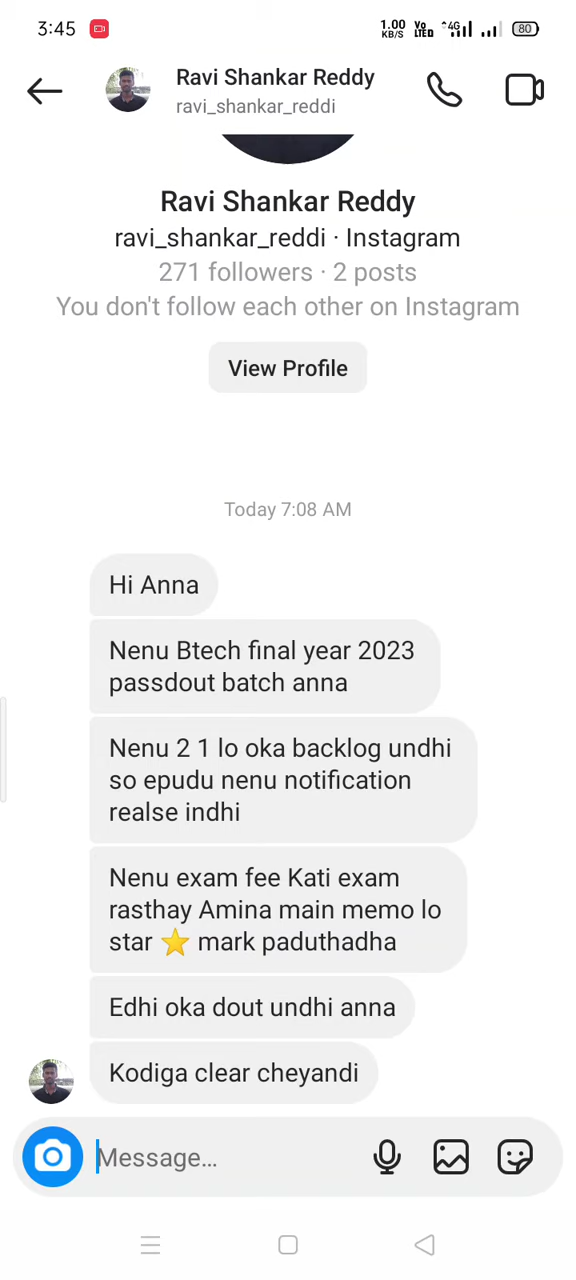 3:45 1.00 KB/S Vo LTED 4G 80
Ravi Shankar Reddy
ravi_shankar_reddi
Ravi Shankar Reddy
ravi_shankar_reddi · Instagram
271 followers · 2 posts
You don't follow each other on Instagram
View Profile
Today 7:08 AM
Hi Anna
Nenu Btech final year 2023
passdout batch anna
Nenu 2 1 lo oka backlog undhi
so epudu nenu notification
realse indhi
Nenu exam fee Kati exam
rasthay Amina main memo lo
star ⭐ mark paduthadha
Edhi oka dout undhi anna
Kodiga clear cheyandi
Message...